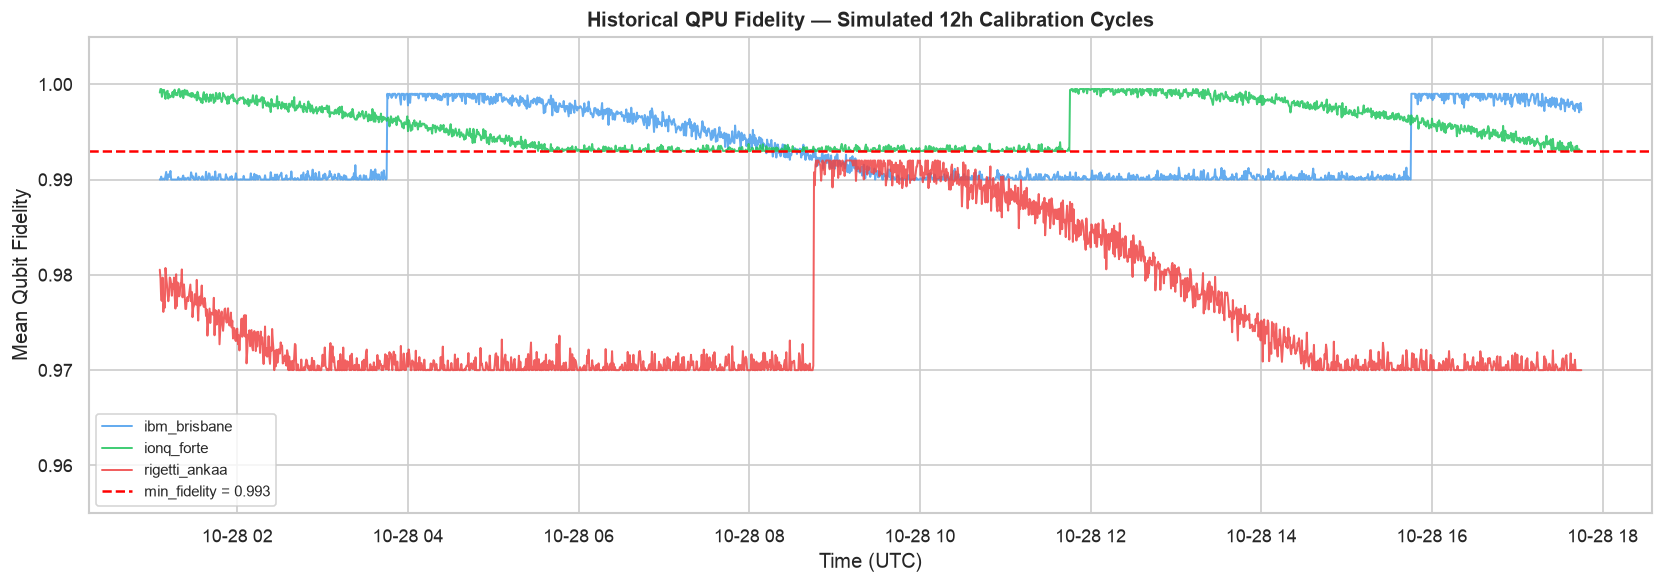 Historical QPU Fidelity — Simulated 12h Calibration Cycles
Mean Qubit Fidelity
1.00
0.99
0.98
0.97
0.96
ibm_brisbane
ionq_forte
rigetti_ankaa
min_fidelity = 0.993
10-28 02
10-28 04
10-28 06
10-28 08
10-28 10
10-28 12
10-28 14
10-28 16
10-28 18
Time (UTC)